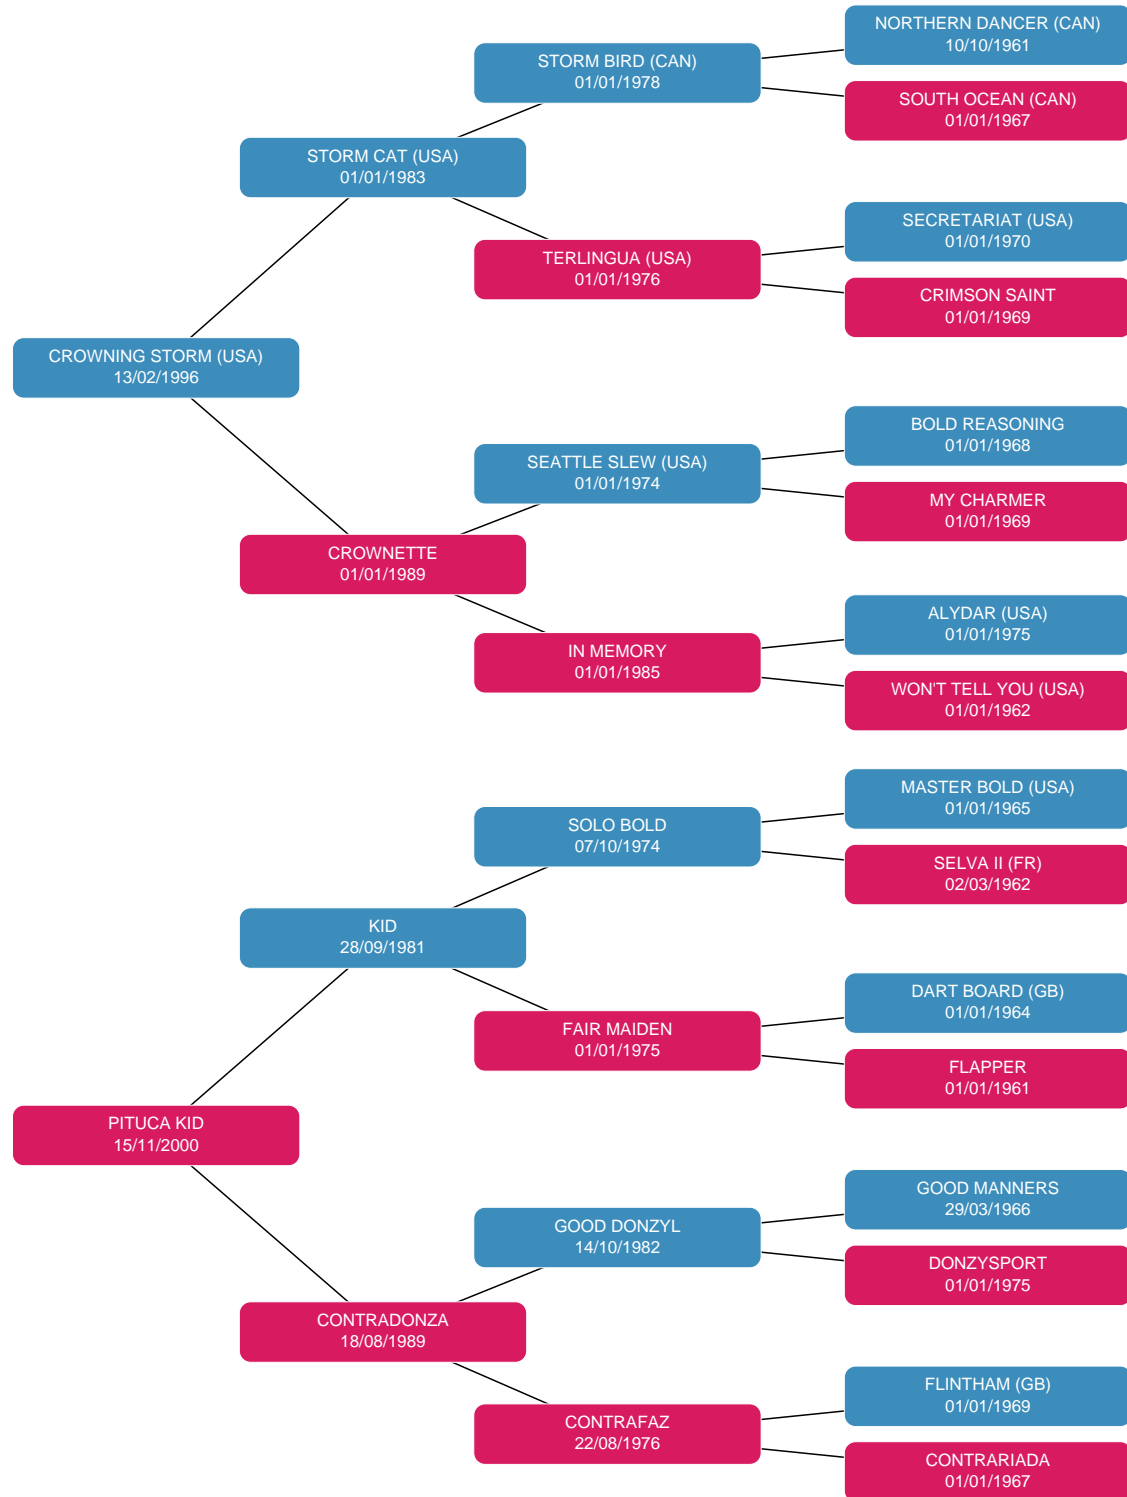 NORTHERN DANCER (CAN)
10/10/1961
STORM BIRD (CAN)
01/01/1978
SOUTH OCEAN (CAN)
01/01/1967
STORM CAT (USA)
01/01/1983
SECRETARIAT (USA)
01/01/1970
TERLINGUA (USA)
01/01/1976
CRIMSON SAINT
01/01/1969
CROWNING STORM (USA)
13/02/1996
BOLD REASONING
01/01/1968
SEATTLE SLEW (USA)
01/01/1974
MY CHARMER
01/01/1969
CROWNETTE
01/01/1989
ALYDAR (USA)
01/01/1975
IN MEMORY
01/01/1985
WON'T TELL YOU (USA)
01/01/1962
MASTER BOLD (USA)
01/01/1965
SOLO BOLD
07/10/1974
SELVA II (FR)
02/03/1962
KID
28/09/1981
DART BOARD (GB)
01/01/1964
FAIR MAIDEN
01/01/1975
FLAPPER
01/01/1961
PITUCA KID
15/11/2000
GOOD MANNERS
29/03/1966
GOOD DONZYL
14/10/1982
DONZYSPORT
01/01/1975
CONTRADONZA
18/08/1989
FLINTHAM (GB)
01/01/1969
CONTRAFAZ
22/08/1976
CONTRARIADA
01/01/1967